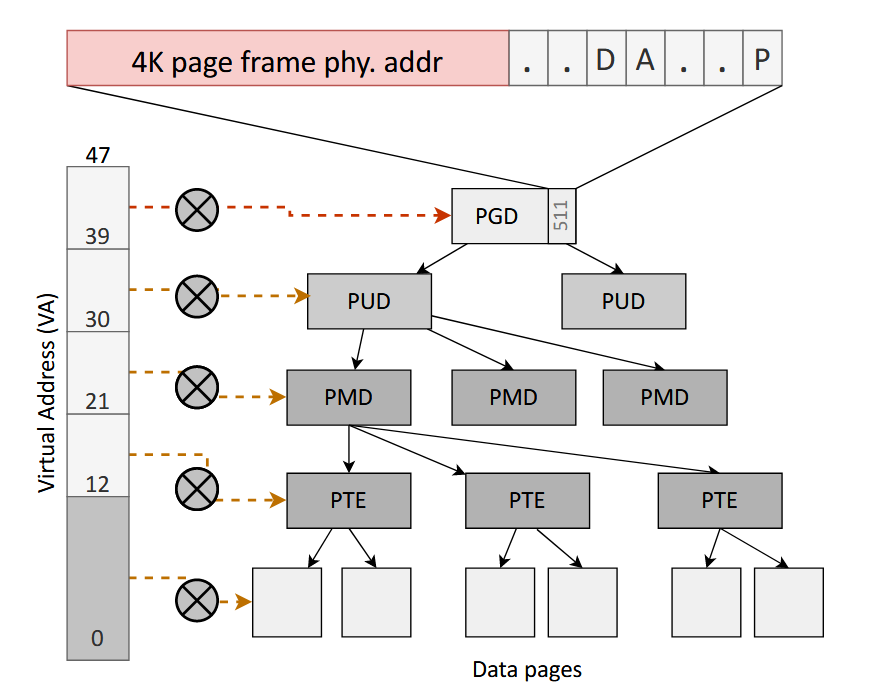 4K page frame phy. addr . . D A . . P
47
PGD 511
39
PUD PUD
30
PMD PMD PMD
21
Virtual Address (VA)
12
PTE PTE PTE
0
Data pages